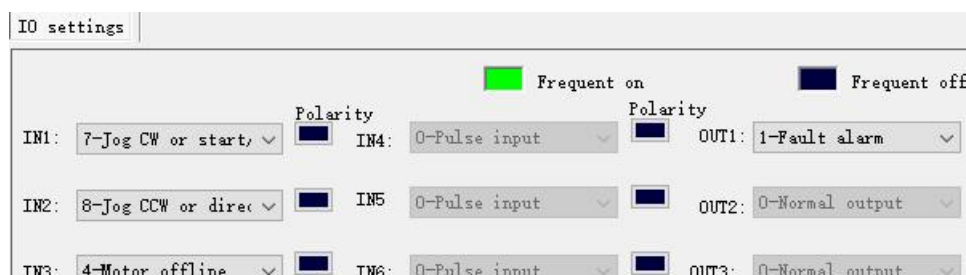 IO settings
Frequent on Frequent off
Polarity Polarity
IN1: 7-Jog CW or start/ IN4: 0-Pulse input OUT1: 1-Fault alarm
IN2: 8-Jog CCW or direc IN5 0-Pulse input OUT2: 0-Normal output
IN3: 4-Motor offline IN6: 0-Pulse input OUT3: 0-Normal output